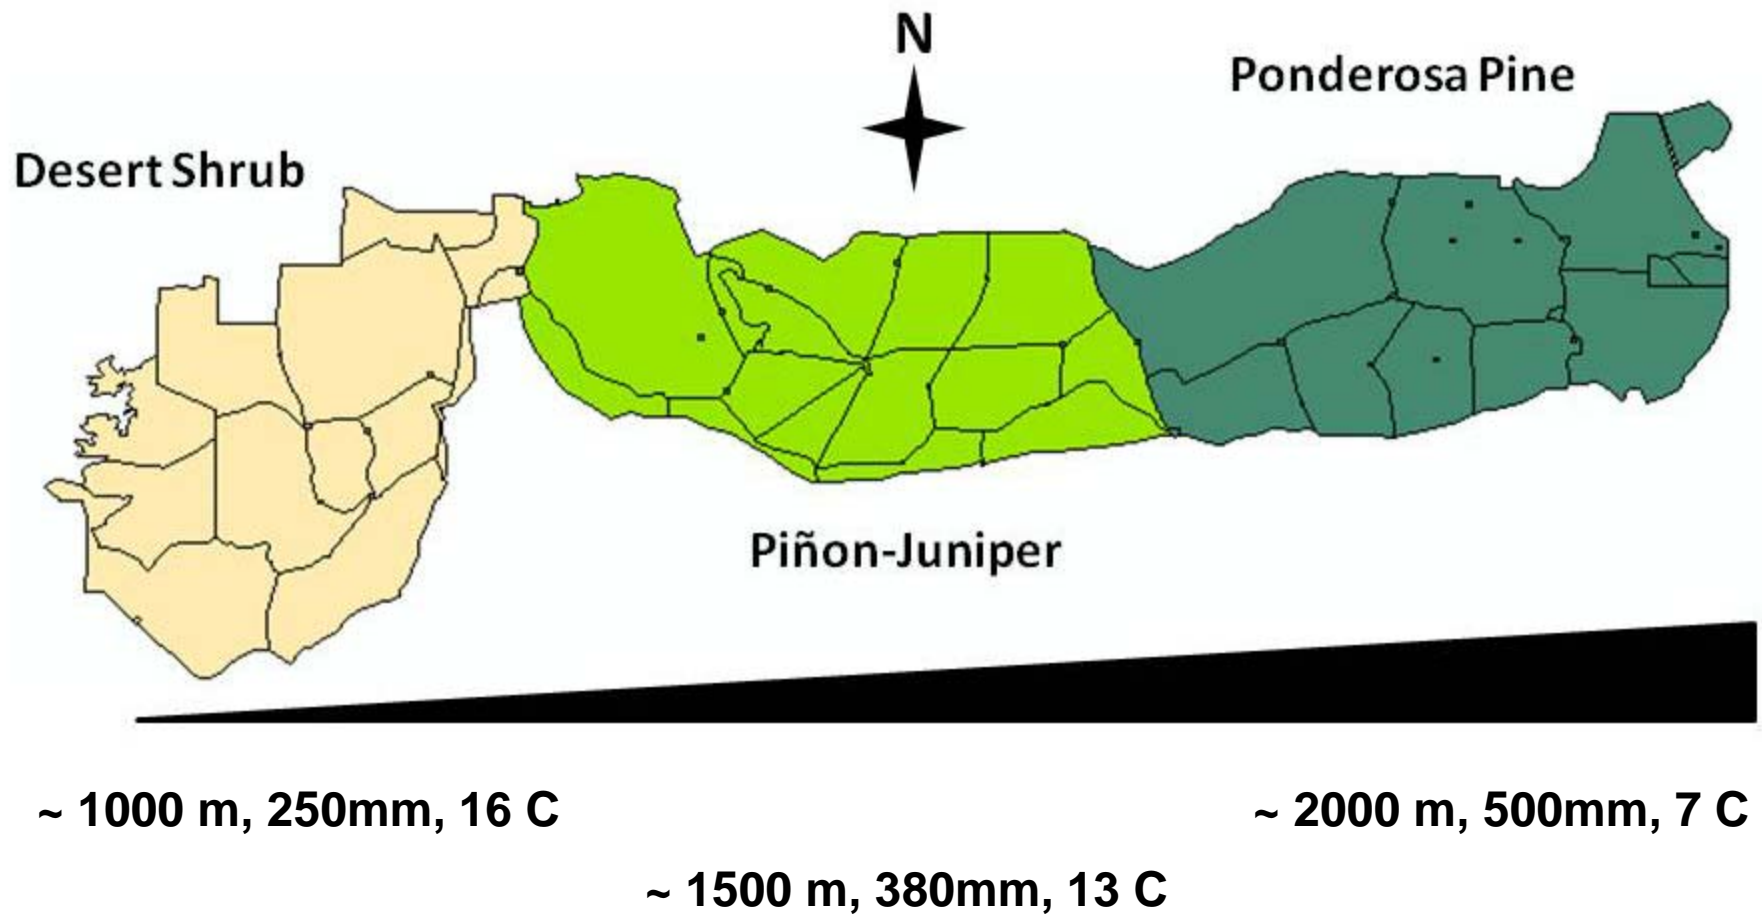 N
Ponderosa Pine
Desert Shrub
Piñon-Juniper
~ 1000 m, 250mm, 16 C
~ 2000 m, 500mm, 7 C
~ 1500 m, 380mm, 13 C